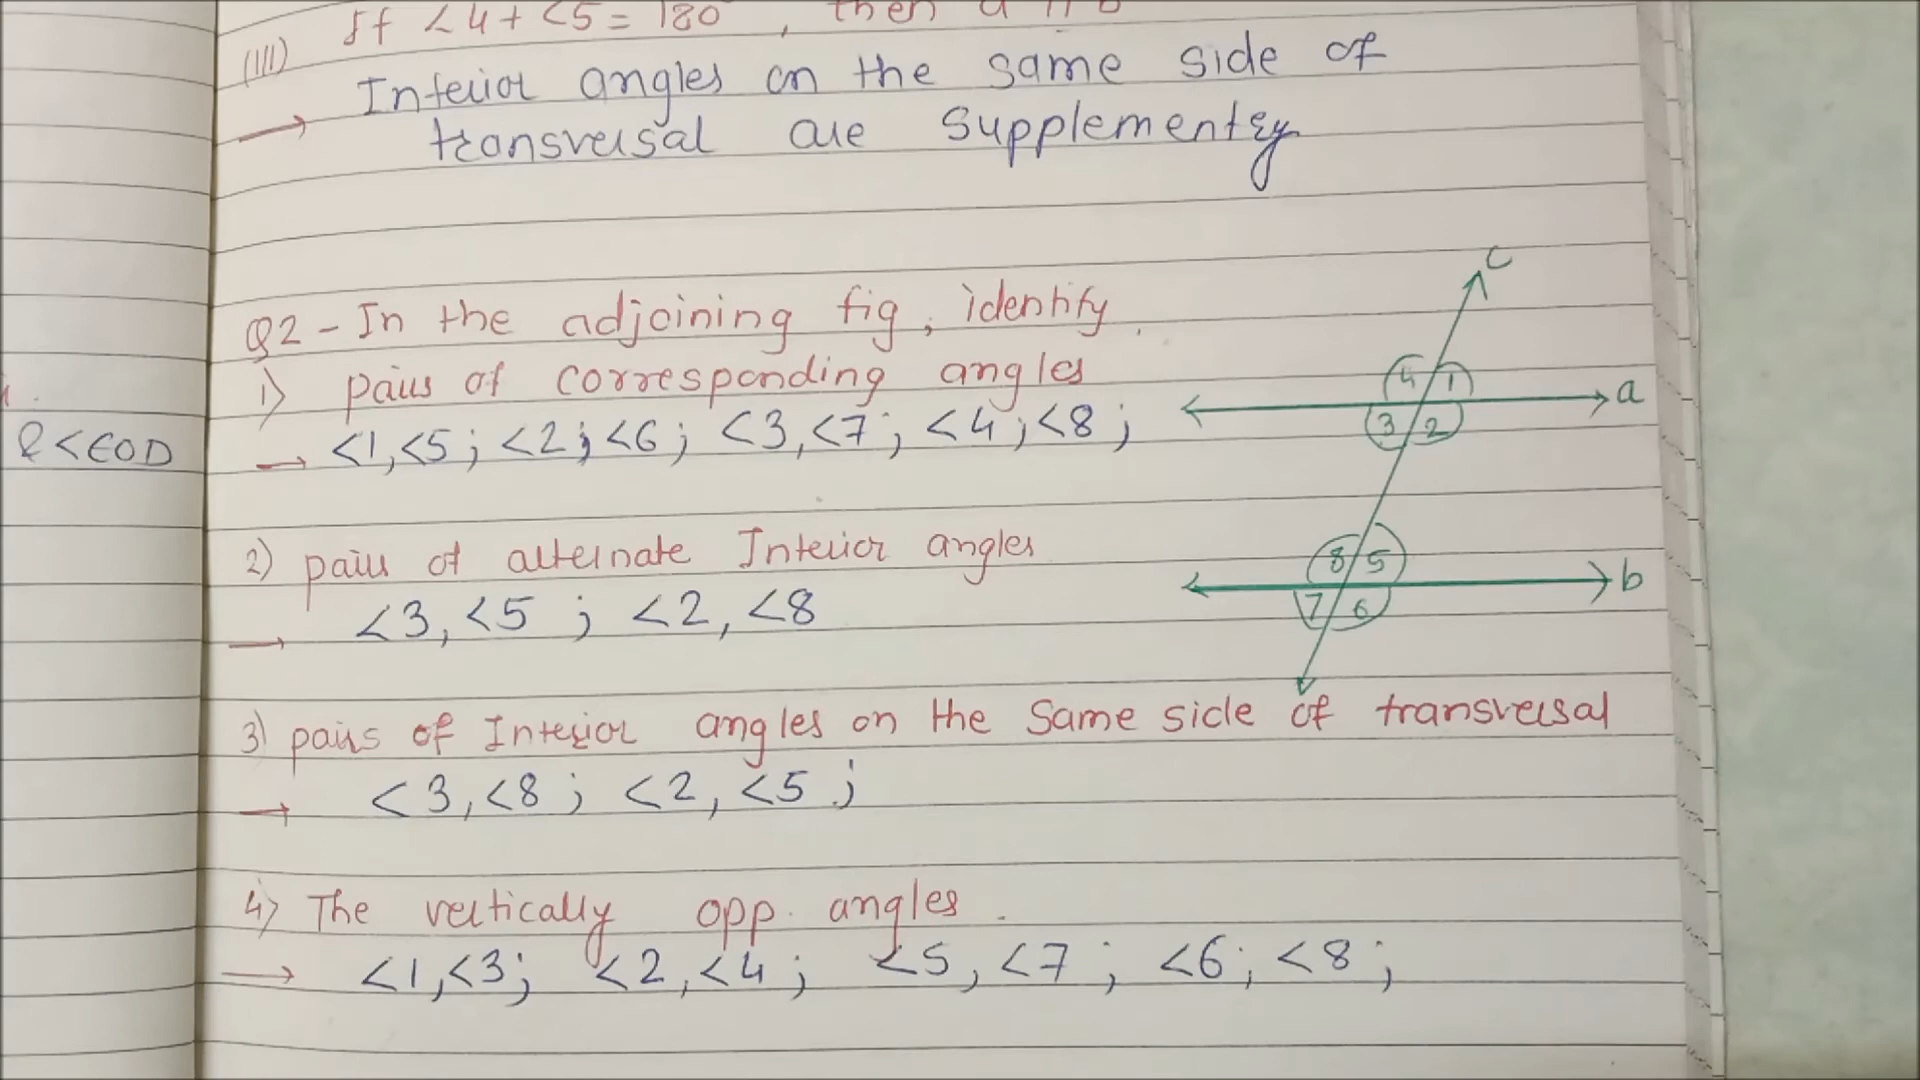 (III) If <4 + <5 = 180°, then a || b
→ Interior angles on the same side of
transversal are supplementry
Q2 - In the adjoining fig, identify
1) pairs of corresponding angles
→ <1, <5 ; <2 ; <6 ; <3, <7 ; <4 ; <8 ;
& <EOD
2) pair of alternate Interior angles
→ <3, <5 ; <2, <8
3) pairs of Interior angles on the same side of transversal
→ <3, <8 ; <2, <5 ;
4) The vertically opp. angles.
→ <1, <3 ; <2, <4 ; <5, <7 ; <6 ; <8 ;
c
4 1
a
3 2
8 5
b
7 6